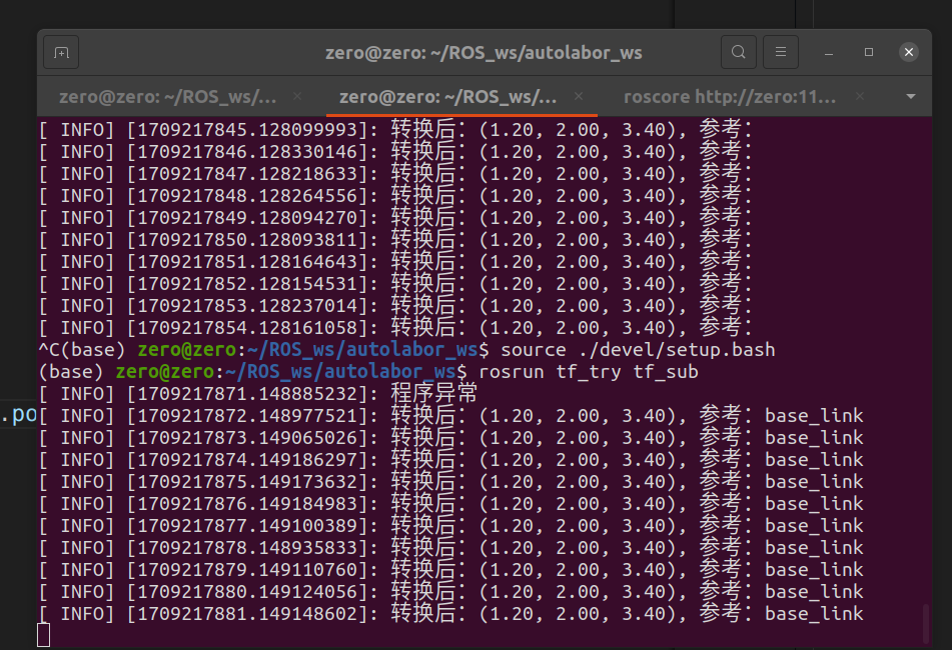 zero@zero: ~/ROS_ws/autolabor_ws
zero@zero: ~/ROS_ws/... × zero@zero: ~/ROS_ws/... × roscore http://zero:11... ×
[ INFO] [1709217845.128099993]: 转换后：(1.20, 2.00, 3.40), 参考：
[ INFO] [1709217846.128330146]: 转换后：(1.20, 2.00, 3.40), 参考：
[ INFO] [1709217847.128218633]: 转换后：(1.20, 2.00, 3.40), 参考：
[ INFO] [1709217848.128264556]: 转换后：(1.20, 2.00, 3.40), 参考：
[ INFO] [1709217849.128094270]: 转换后：(1.20, 2.00, 3.40), 参考：
[ INFO] [1709217850.128093811]: 转换后：(1.20, 2.00, 3.40), 参考：
[ INFO] [1709217851.128164643]: 转换后：(1.20, 2.00, 3.40), 参考：
[ INFO] [1709217852.128154531]: 转换后：(1.20, 2.00, 3.40), 参考：
[ INFO] [1709217853.128237014]: 转换后：(1.20, 2.00, 3.40), 参考：
[ INFO] [1709217854.128161058]: 转换后：(1.20, 2.00, 3.40), 参考：
^C(base) zero@zero:~/ROS_ws/autolabor_ws$ source ./devel/setup.bash
(base) zero@zero:~/ROS_ws/autolabor_ws$ rosrun tf_try tf_sub
[ INFO] [1709217871.148885232]: 程序异常
[ INFO] [1709217872.148977521]: 转换后：(1.20, 2.00, 3.40), 参考：base_link
[ INFO] [1709217873.149065026]: 转换后：(1.20, 2.00, 3.40), 参考：base_link
[ INFO] [1709217874.149186297]: 转换后：(1.20, 2.00, 3.40), 参考：base_link
[ INFO] [1709217875.149173632]: 转换后：(1.20, 2.00, 3.40), 参考：base_link
[ INFO] [1709217876.149184983]: 转换后：(1.20, 2.00, 3.40), 参考：base_link
[ INFO] [1709217877.149100389]: 转换后：(1.20, 2.00, 3.40), 参考：base_link
[ INFO] [1709217878.148935833]: 转换后：(1.20, 2.00, 3.40), 参考：base_link
[ INFO] [1709217879.149110760]: 转换后：(1.20, 2.00, 3.40), 参考：base_link
[ INFO] [1709217880.149124056]: 转换后：(1.20, 2.00, 3.40), 参考：base_link
[ INFO] [1709217881.149148602]: 转换后：(1.20, 2.00, 3.40), 参考：base_link
.po